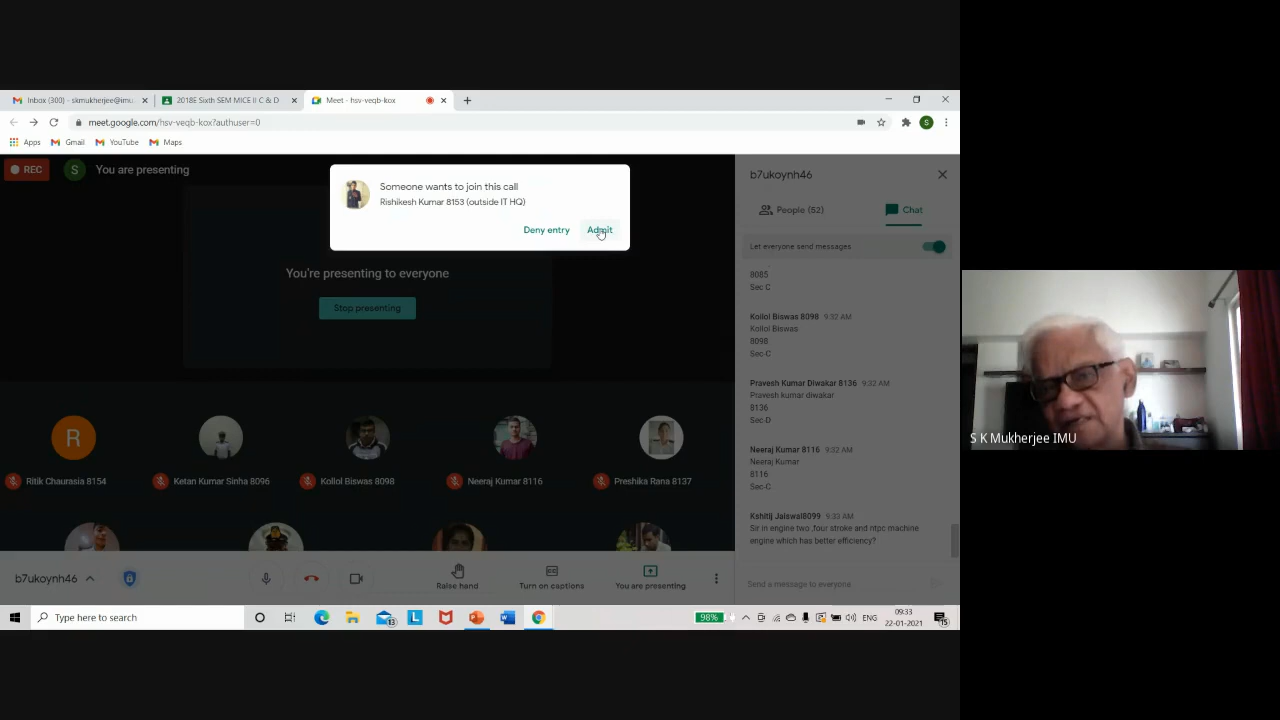 Inbox (300) - skmukherjee@imu.
2018E Sixth SEM MICE II C & D
Meet - hsv-veqb-kox
meet.google.com/hsv-veqb-kox?authuser=0
Apps
Gmail
YouTube
Maps
REC
S
You are presenting
Someone wants to join this call
Rishikesh Kumar 8153 (outside IT HQ)
Deny entry
Admit
You're presenting to everyone
Stop presenting
b7ukoynh46
People (52)
Chat
Let everyone send messages
8085
Sec C
Kollol Biswas 8098 9:32 AM
Kollol Biswas
8098
Sec-C
Pravesh Kumar Diwakar 8136 9:32 AM
Pravesh kumar diwakar
8136
Sec-D
Neeraj Kumar 8116 9:32 AM
Neeraj Kumar
8116
Sec-C.
Kshitij Jaiswal8099 9:33 AM
Sir in engine two ,four stroke and ntpc machine
engine which has better efficiency?
Send a message to everyone
R
Ritik Chaurasia 8154
Ketan Kumar Sinha 8096
Kollol Biswas 8098
Neeraj Kumar 8116
Preshika Rana 8137
b7ukoynh46
Raise hand
Turn on captions
You are presenting
Type here to search
98%
ENG
09:33
22-01-2021
S K Mukherjee IMU